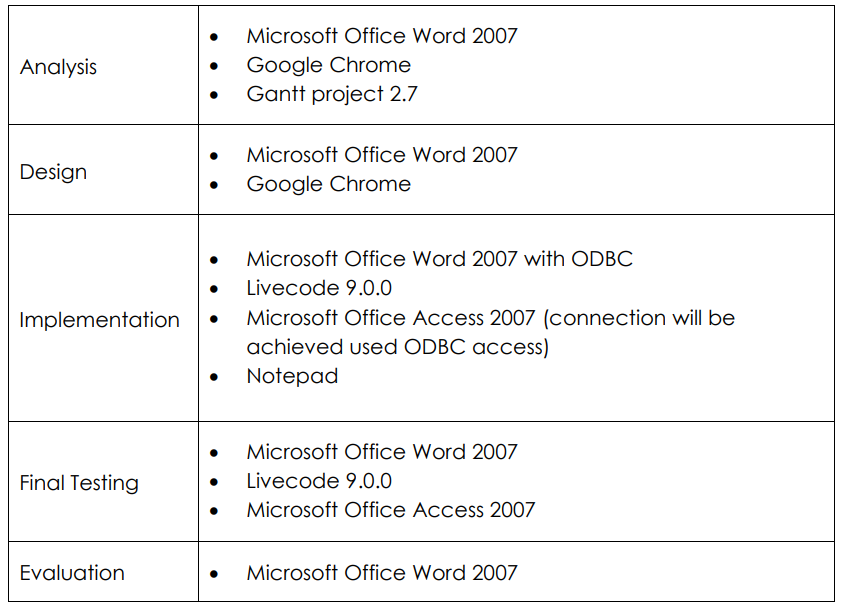 Analysis
• Microsoft Office Word 2007
• Google Chrome
• Gantt project 2.7
Design
• Microsoft Office Word 2007
• Google Chrome
Implementation
• Microsoft Office Word 2007 with ODBC
• Livecode 9.0.0
• Microsoft Office Access 2007 (connection will be
achieved used ODBC access)
• Notepad
Final Testing
• Microsoft Office Word 2007
• Livecode 9.0.0
• Microsoft Office Access 2007
Evaluation
• Microsoft Office Word 2007